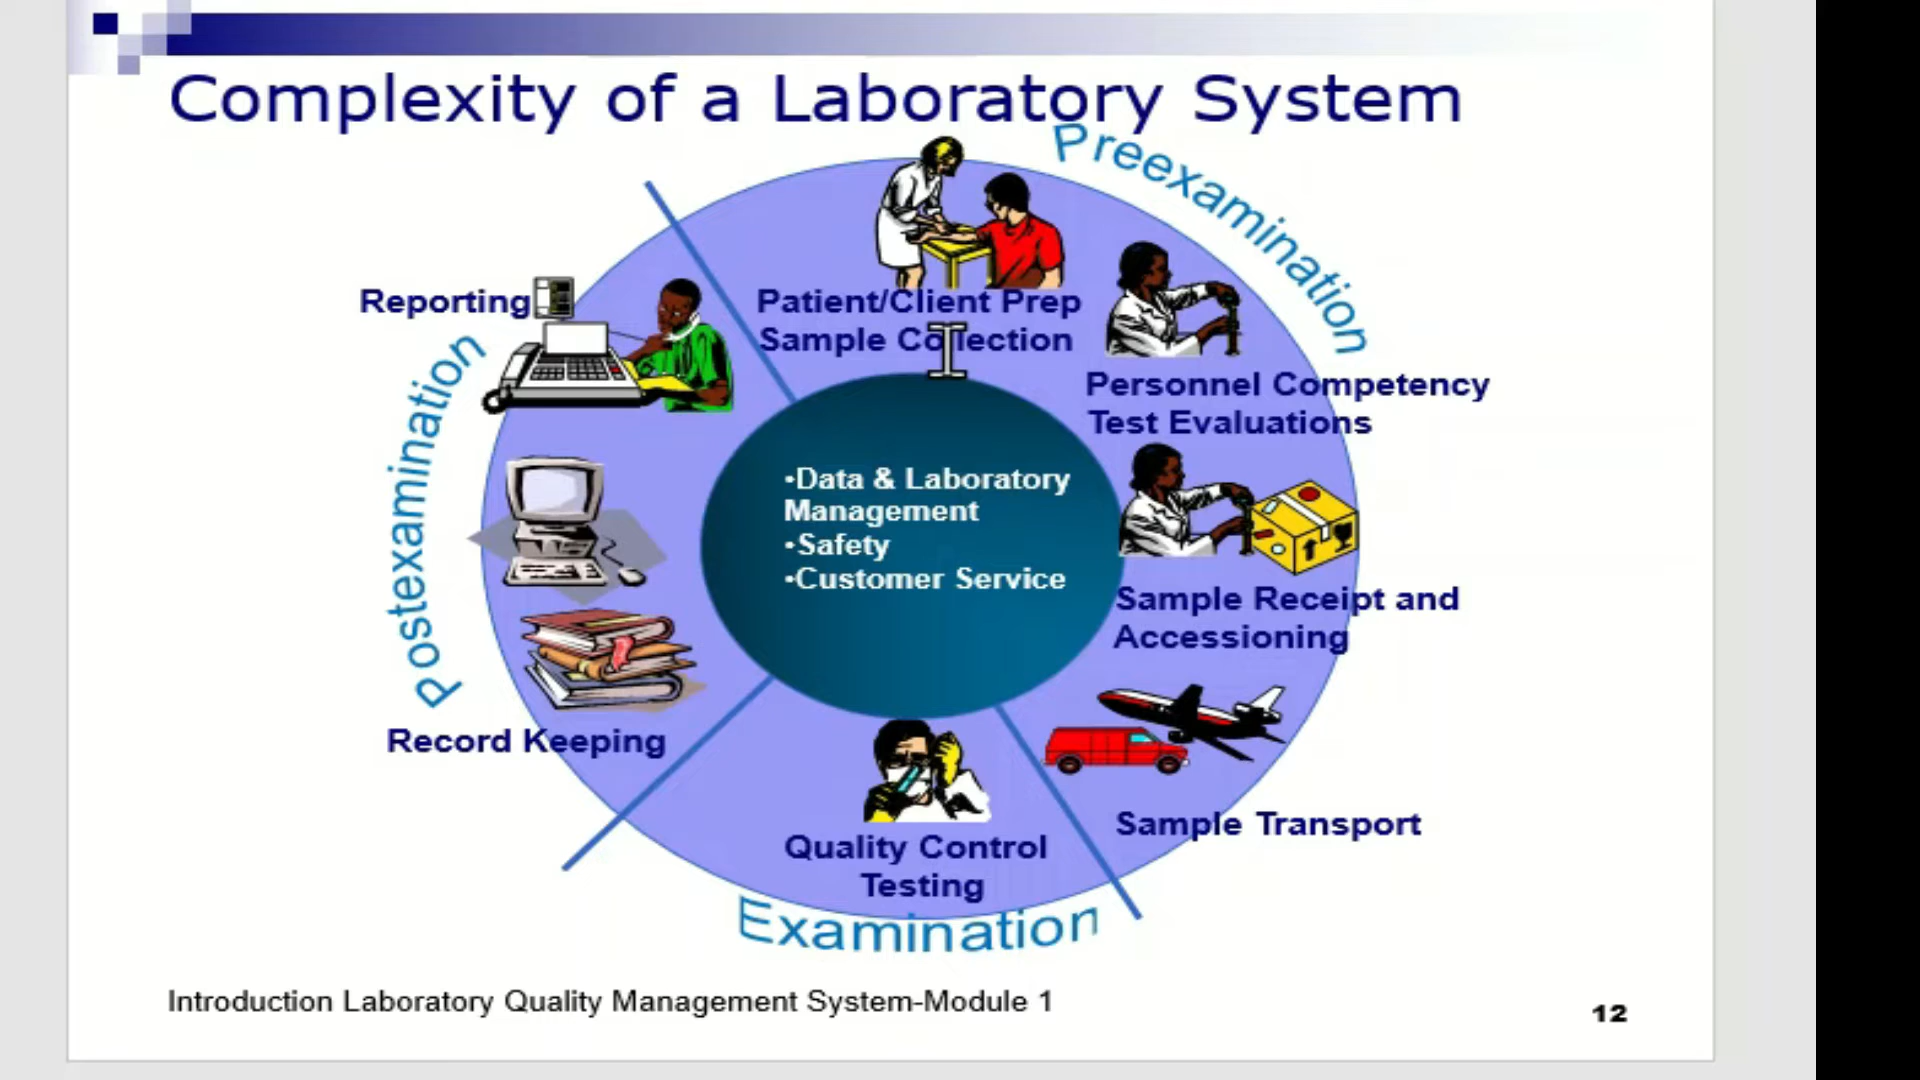 Complexity of a Laboratory System
Preexamination
Reporting
Patient/Client Prep
Sample Collection
Personnel Competency
Test Evaluations
Postexamination
•Data & Laboratory
Management
•Safety
•Customer Service
Sample Receipt and
Accessioning
Record Keeping
Sample Transport
Quality Control
Testing
Examination
Introduction Laboratory Quality Management System-Module 1
12